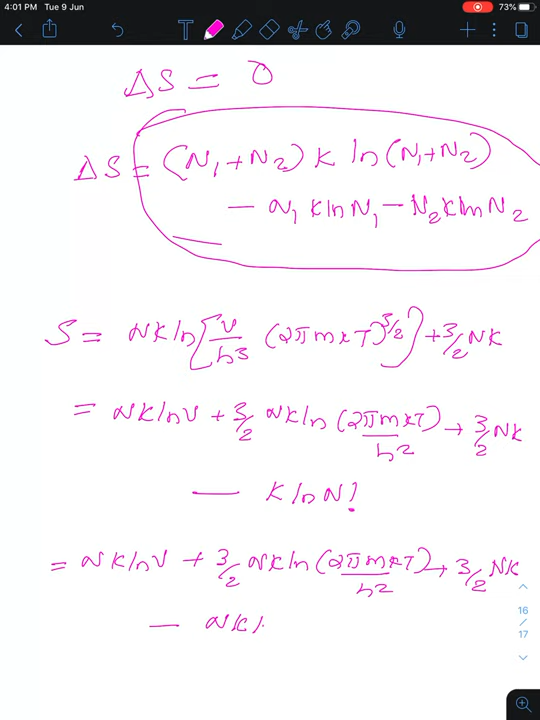 4:01 PM Tue 9 Jun 73%
ΔS = 0
ΔS = (N₁+N₂) K ln (N₁+N₂)
— N₁ K ln N₁ — N₂ K ln N₂
S = NK ln [V/h3 (2πmKT)^3/2] + 3/2 NK
= NK ln V + 3/2 NK ln (2πmKT)/h2 + 3/2 NK
— K ln N!
= NK ln V + 3/2 NK ln (2πmKT)/h2 + 3/2 NK
— NK
16
/
17